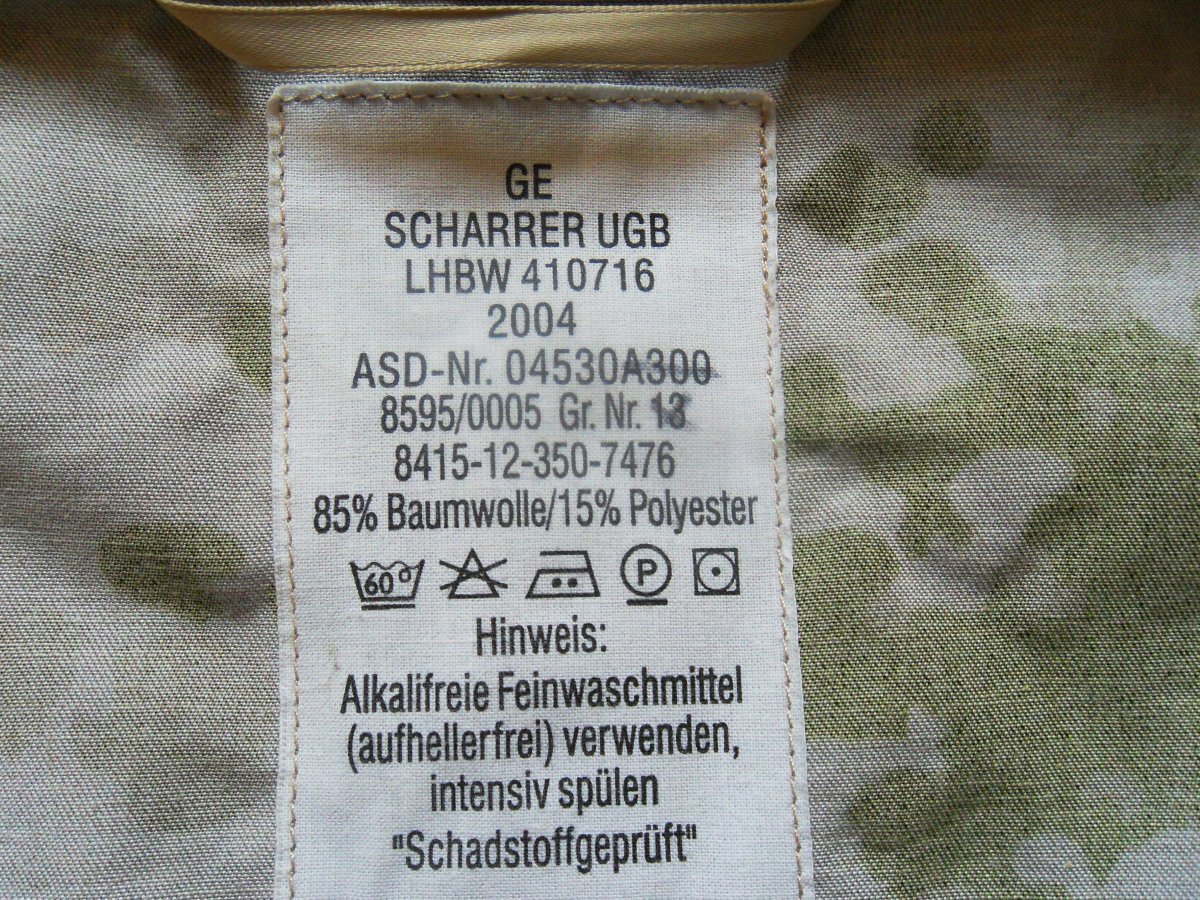 GE
SCHARRER UGB
LHBW 410716
2004
ASD-Nr. 04530A300
8595/0005 Gr. Nr. 13
8415-12-350-7476
85% Baumwolle/15% Polyester
60° P
Hinweis:
Alkalifreie Feinwaschmittel
(aufhellerfrei) verwenden,
intensiv spülen
"Schadstoffgeprüft"